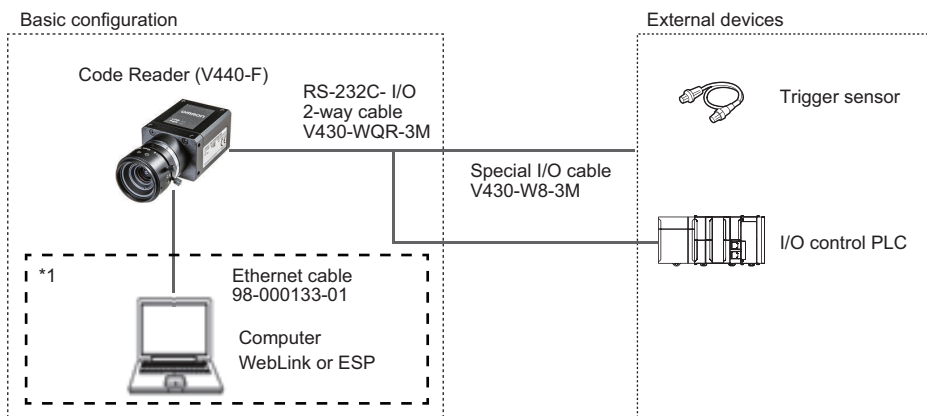 Basic configuration
External devices
Code Reader (V440-F)
RS-232C- I/O
2-way cable
V430-WQR-3M
Trigger sensor
Special I/O cable
V430-W8-3M
I/O control PLC
*1
Ethernet cable
98-000133-01
Computer
WebLink or ESP